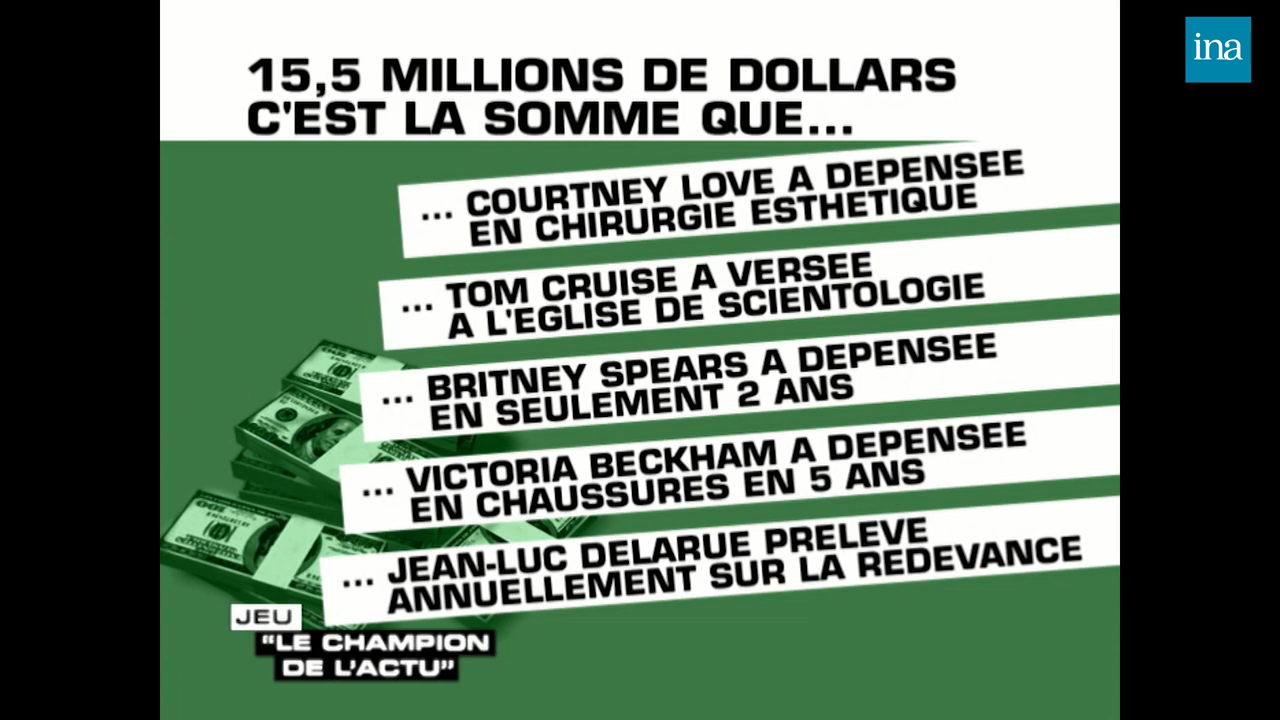 15,5 MILLIONS DE DOLLARS
C'EST LA SOMME QUE...
... COURTNEY LOVE A DEPENSEE
EN CHIRURGIE ESTHETIQUE
... TOM CRUISE A VERSEE
A L'EGLISE DE SCIENTOLOGIE
... BRITNEY SPEARS A DEPENSEE
EN SEULEMENT 2 ANS
... VICTORIA BECKHAM A DEPENSEE
EN CHAUSSURES EN 5 ANS
... JEAN-LUC DELARUE PRELEVE
ANNUELLEMENT SUR LA REDEVANCE
JEU
“LE CHAMPION
DE L'ACTU”
ina